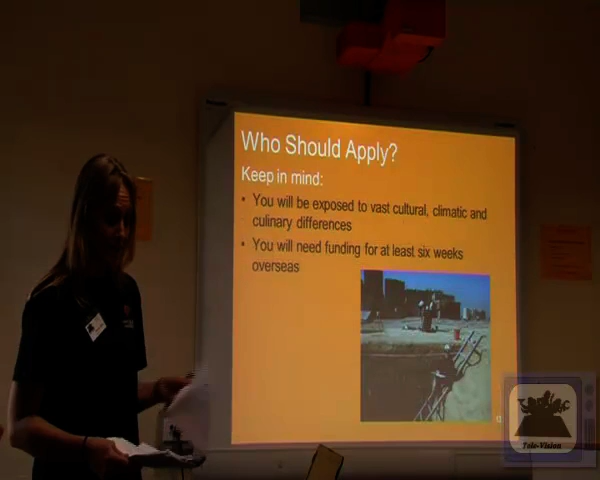 Who Should Apply?
Keep in mind:
• You will be exposed to vast cultural, climatic and
culinary differences
• You will need funding for at least six weeks
overseas
Tele-Vision